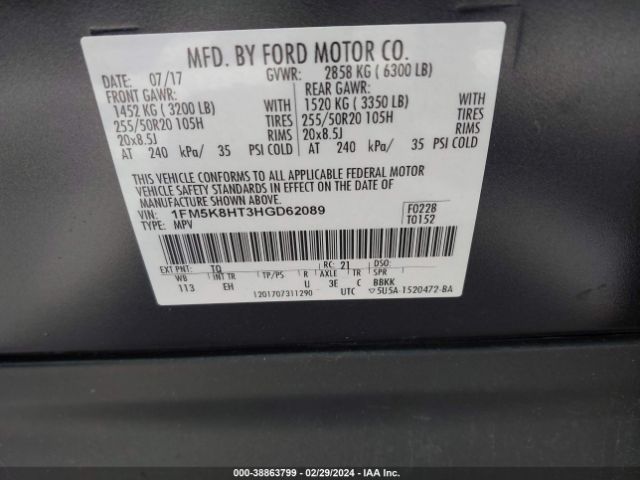 MFD. BY FORD MOTOR CO.
DATE: 07/17 GVWR: 2858 KG ( 6300 LB)
FRONT GAWR: REAR GAWR:
1452 KG ( 3200 LB) WITH 1520 KG ( 3350 LB) WITH
255/50R20 105H TIRES 255/50R20 105H TIRES
20x8.5J RIMS 20x8.5J RIMS
AT 240 kPa/ 35 PSI COLD AT 240 kPa/ 35 PSI COLD
THIS VEHICLE CONFORMS TO ALL APPLICABLE FEDERAL MOTOR
VEHICLE SAFETY STANDARDS IN EFFECT ON THE DATE OF
MANUFACTURE SHOWN ABOVE.
VIN: 1FM5K8HT3HGD62089 F0228
TYPE: MPV T0152
EXT PNT: TQ RC: 21 DSO:
WB INT TR TP/PS R AXLE TR SPR
113 EH U 3E C BBKK
1201707311290 UTC ▽5U5A-1520472-BA
STOCK: 38863799 — 02/29/2024 — IAA Inc.